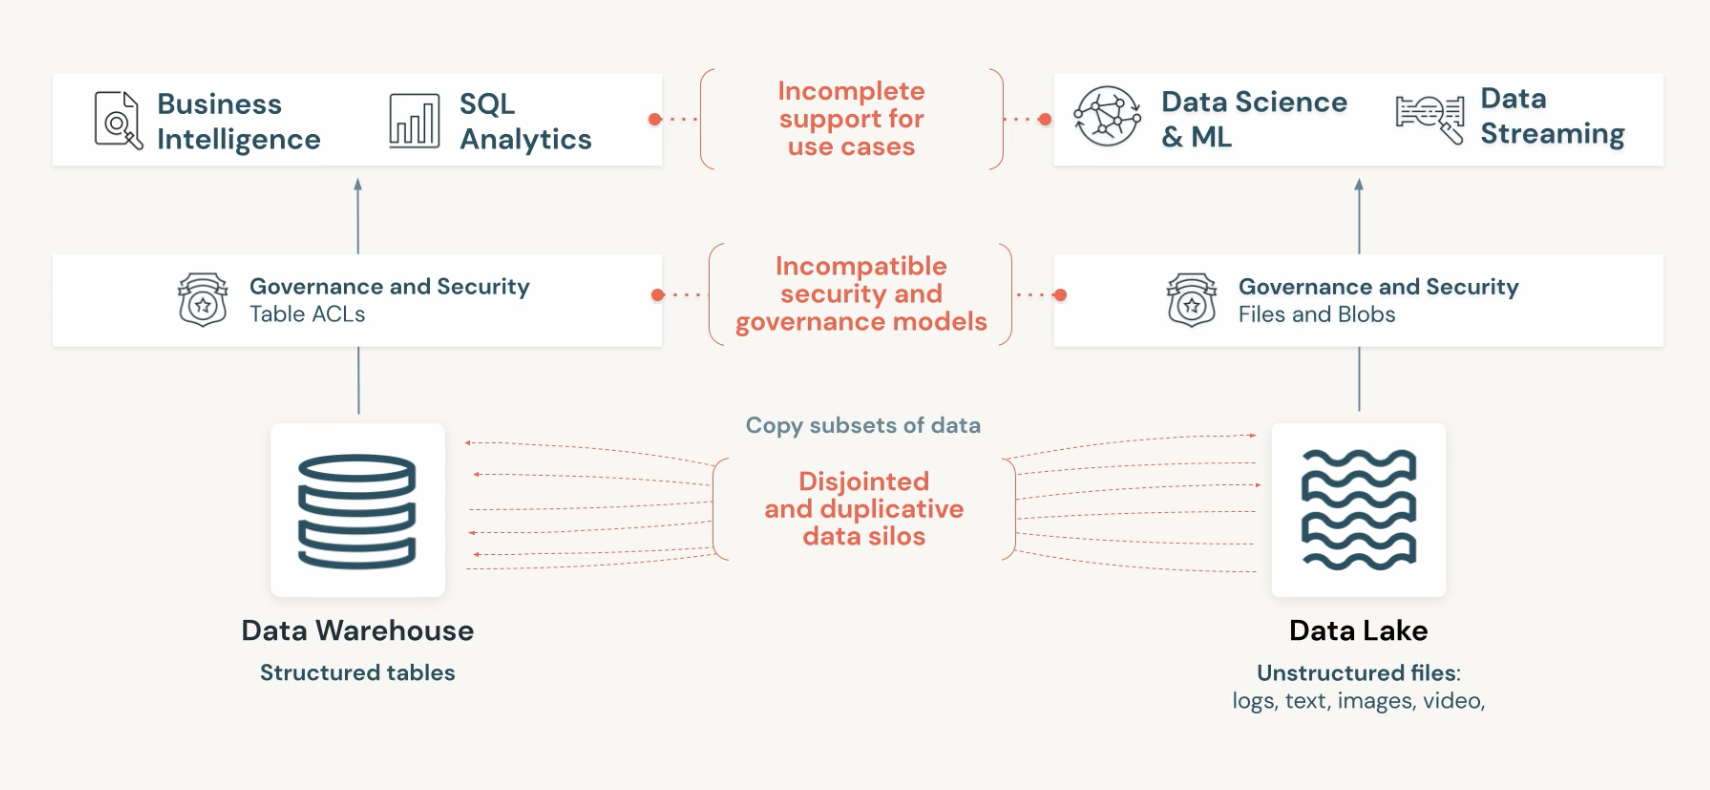 Business
Intelligence
SQL
Analytics
Incomplete
support for
use cases
Data Science
& ML
Data
Streaming
Governance and Security
Table ACLs
Incompatible
security and
governance models
Governance and Security
Files and Blobs
Copy subsets of data
Disjointed
and duplicative
data silos
Data Warehouse
Structured tables
Data Lake
Unstructured files:
logs, text, images, video,